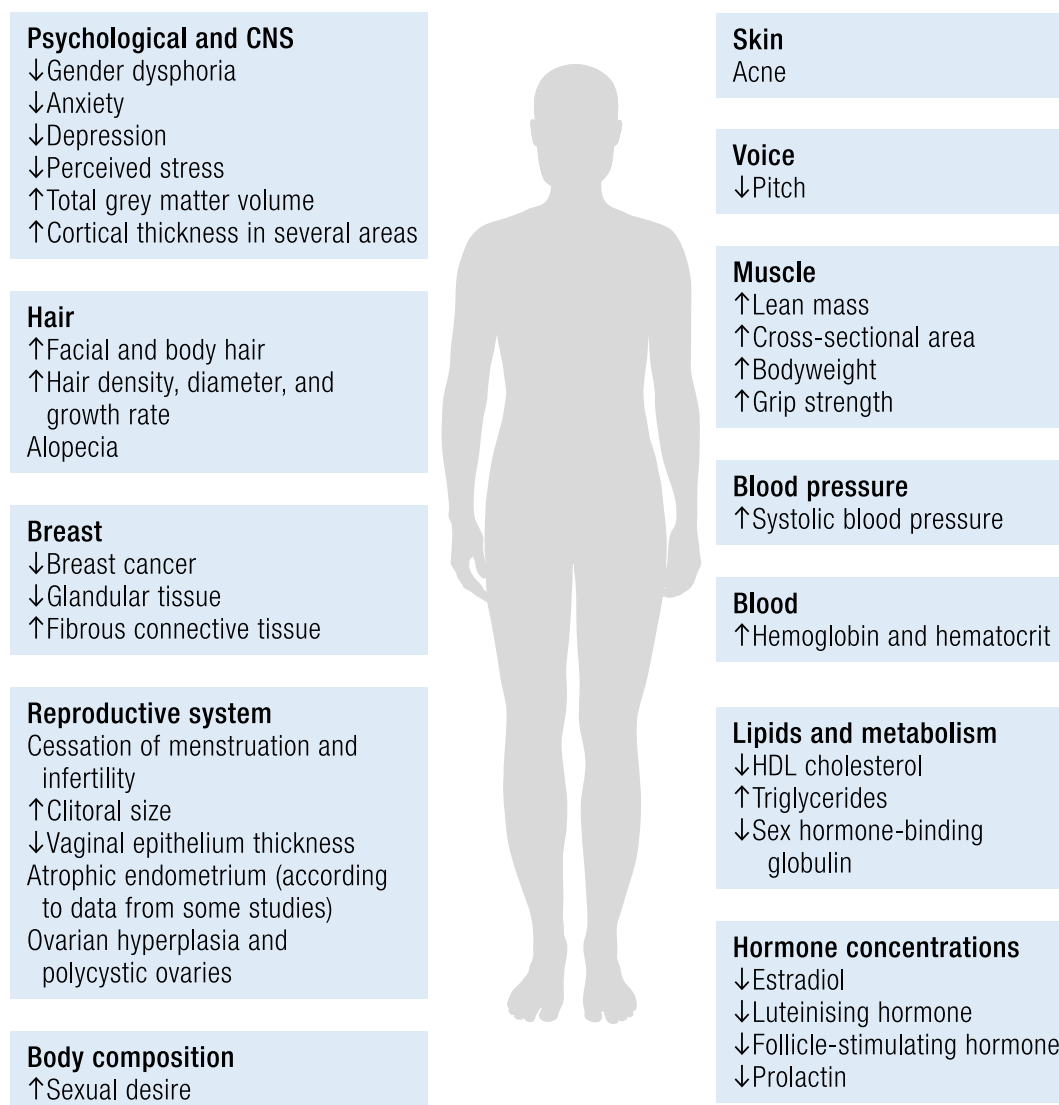 Psychological and CNS
↓Gender dysphoria
↓Anxiety
↓Depression
↓Perceived stress
↑Total grey matter volume
↑Cortical thickness in several areas
Hair
↑Facial and body hair
↑Hair density, diameter, and
growth rate
Alopecia
Breast
↓Breast cancer
↓Glandular tissue
↑Fibrous connective tissue
Reproductive system
Cessation of menstruation and
infertility
↑Clitoral size
↓Vaginal epithelium thickness
Atrophic endometrium (according
to data from some studies)
Ovarian hyperplasia and
polycystic ovaries
Body composition
↑Sexual desire
Skin
Acne
Voice
↓Pitch
Muscle
↑Lean mass
↑Cross-sectional area
↑Bodyweight
↑Grip strength
Blood pressure
↑Systolic blood pressure
Blood
↑Hemoglobin and hematocrit
Lipids and metabolism
↓HDL cholesterol
↑Triglycerides
↓Sex hormone-binding
globulin
Hormone concentrations
↓Estradiol
↓Luteinising hormone
↓Follicle-stimulating hormone
↓Prolactin